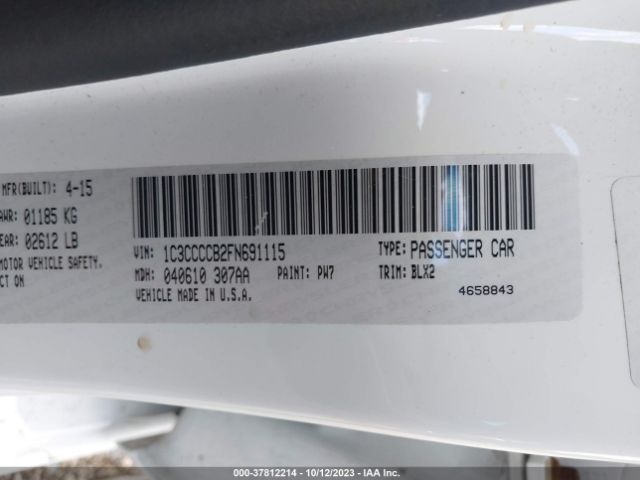 MFR(BUILT): 4-15
AWR: 01185 KG
EAR: 02612 LB
MOTOR VEHICLE SAFETY.
CT ON
VIN: 1C3CCCCB2FN691115
TYPE: PASSENGER CAR
MDH: 040610 307AA
PAINT: PW7
TRIM: BLX2
VEHICLE MADE IN U.S.A.
4658843
000-37812214 - 10/12/2023 - IAA Inc.